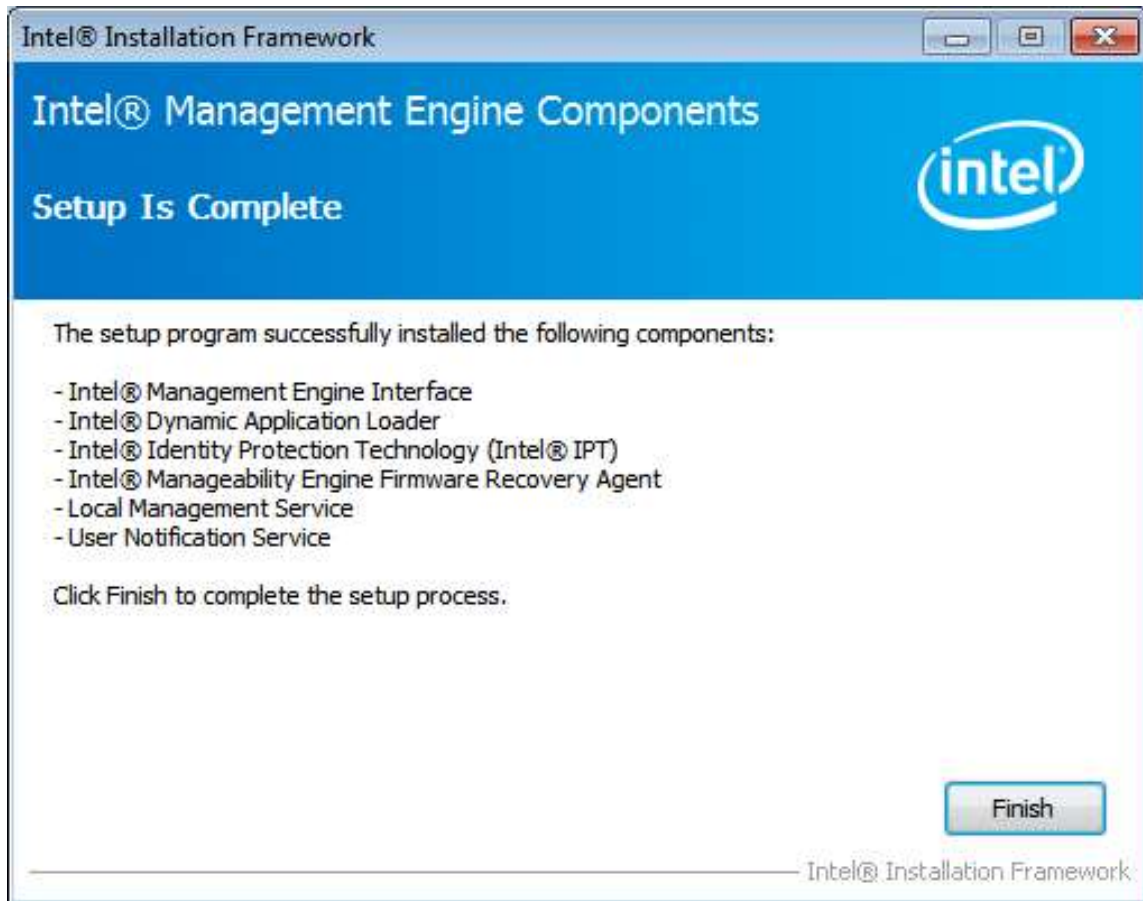 Intel® Installation Framework
Intel® Management Engine Components
intel
Setup Is Complete
The setup program successfully installed the following components:
- Intel® Management Engine Interface
- Intel® Dynamic Application Loader
- Intel® Identity Protection Technology (Intel® IPT)
- Intel® Manageability Engine Firmware Recovery Agent
- Local Management Service
- User Notification Service
Click Finish to complete the setup process.
Finish
Intel® Installation Framework